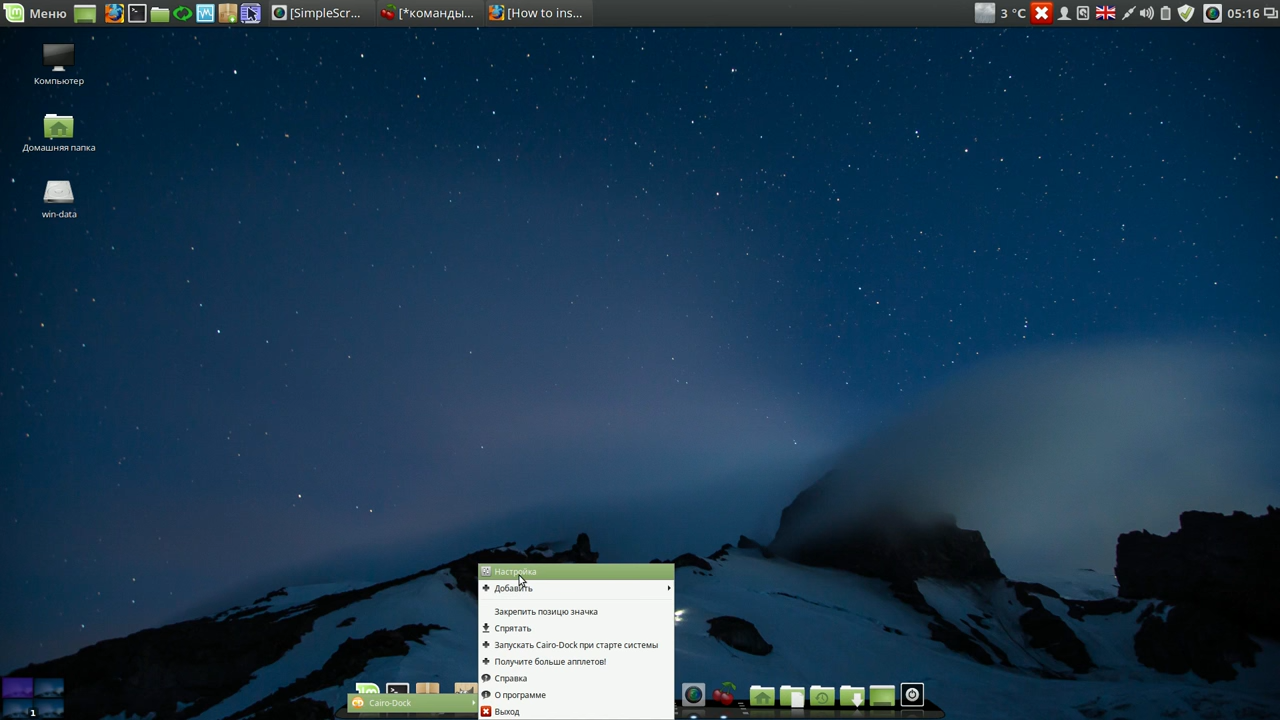 Меню
[SimpleScr...
[*команды...
[How to ins...
3 °C
05:16
Компьютер
Домашняя папка
win-data
Настройка
Добавить
Закрепить позицю значка
Спрятать
Запускать Cairo-Dock при старте системы
Получите больше апплетов!
Справка
О программе
Выход
Cairo-Dock
1